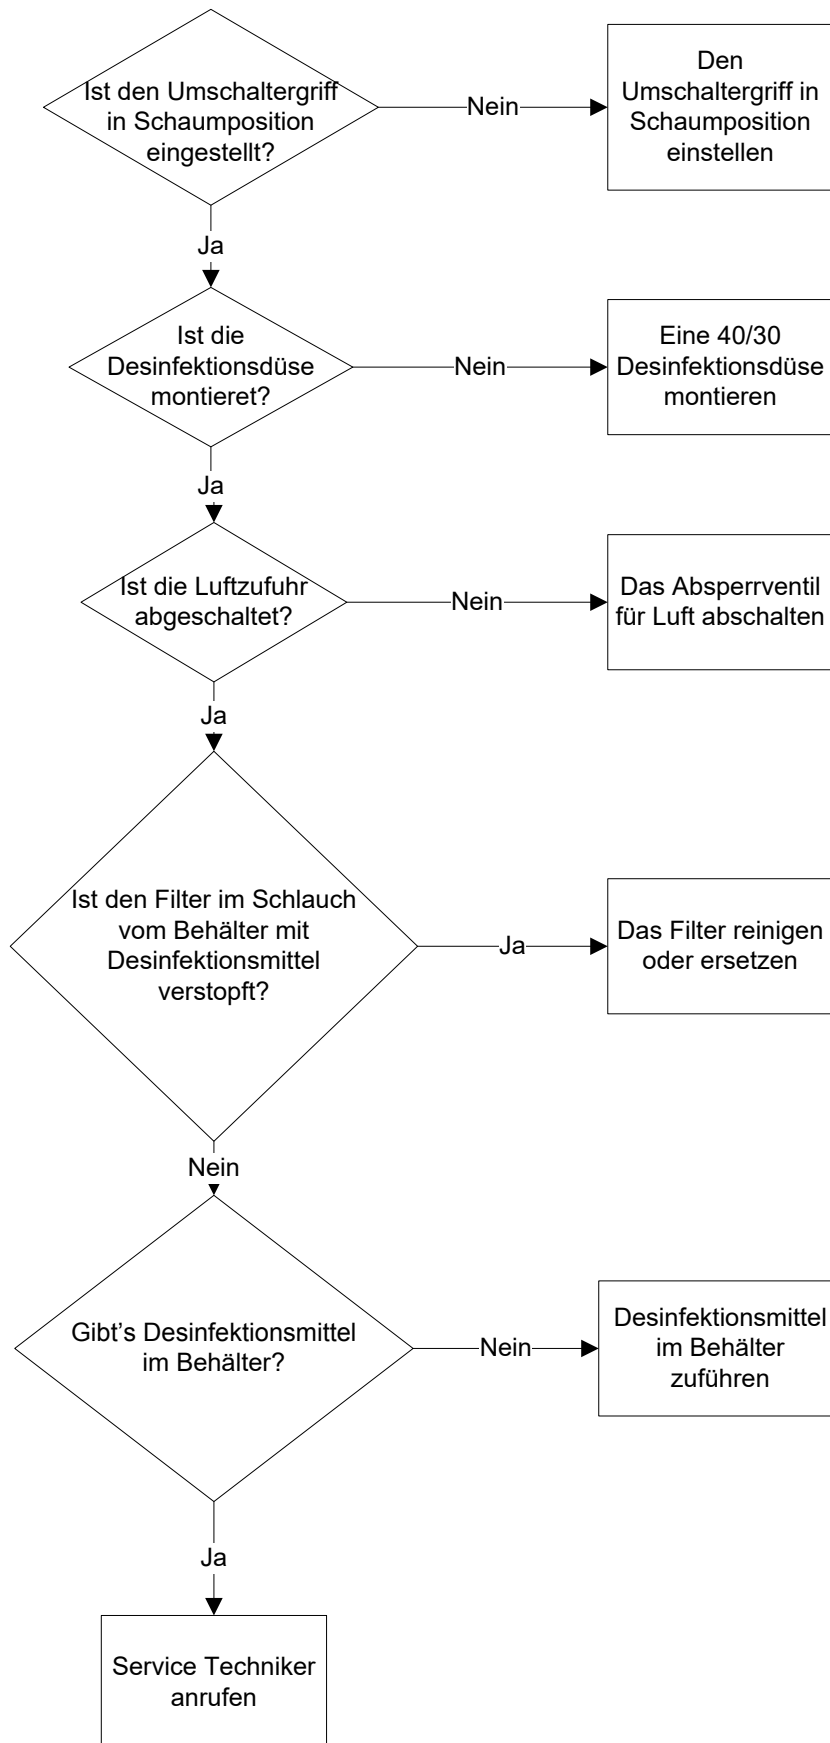 Ist den Umschaltergriff
in Schaumposition
eingestellt?
Nein
Den
Umschaltergriff in
Schaumposition
einstellen
Ja
Ist die
Desinfektionsdüse
montieret?
Nein
Eine 40/30
Desinfektionsdüse
montieren
Ja
Ist die Luftzufuhr
abgeschaltet?
Nein
Das Absperrventil
für Luft abschalten
Ja
Ist den Filter im Schlauch
vom Behälter mit
Desinfektionsmittel
verstopft?
Ja
Das Filter reinigen
oder ersetzen
Nein
Gibt's Desinfektionsmittel
im Behälter?
Nein
Desinfektionsmittel
im Behälter
zuführen
Ja
Service Techniker
anrufen